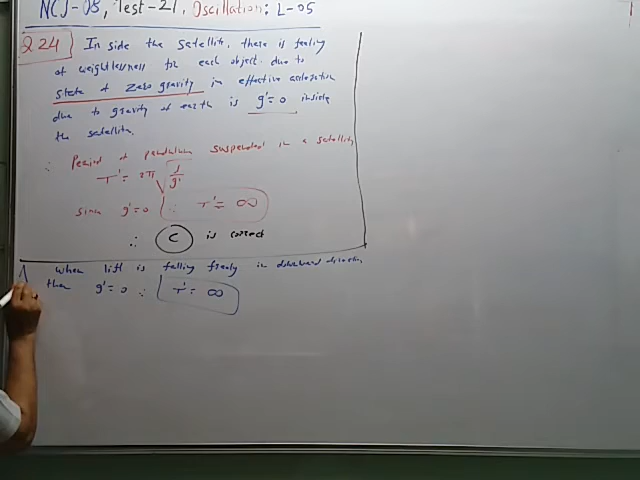 NCJ-08, Test-21, Oscillation: L-05
Q24 In side the Satellite, there is feeling
of weightlessness for each object. due to
state of zero gravity in effective acceleration
due to gravity of earth is g'=0 inside
the satellite.
∴ Period of pendulum suspended in a satellite
T' = 2π √l/g'
since g'=0 ∴ T' = ∞
∴ C is correct
when lift is falling freely in downward direction,
then g'=0 ∴ T' = ∞